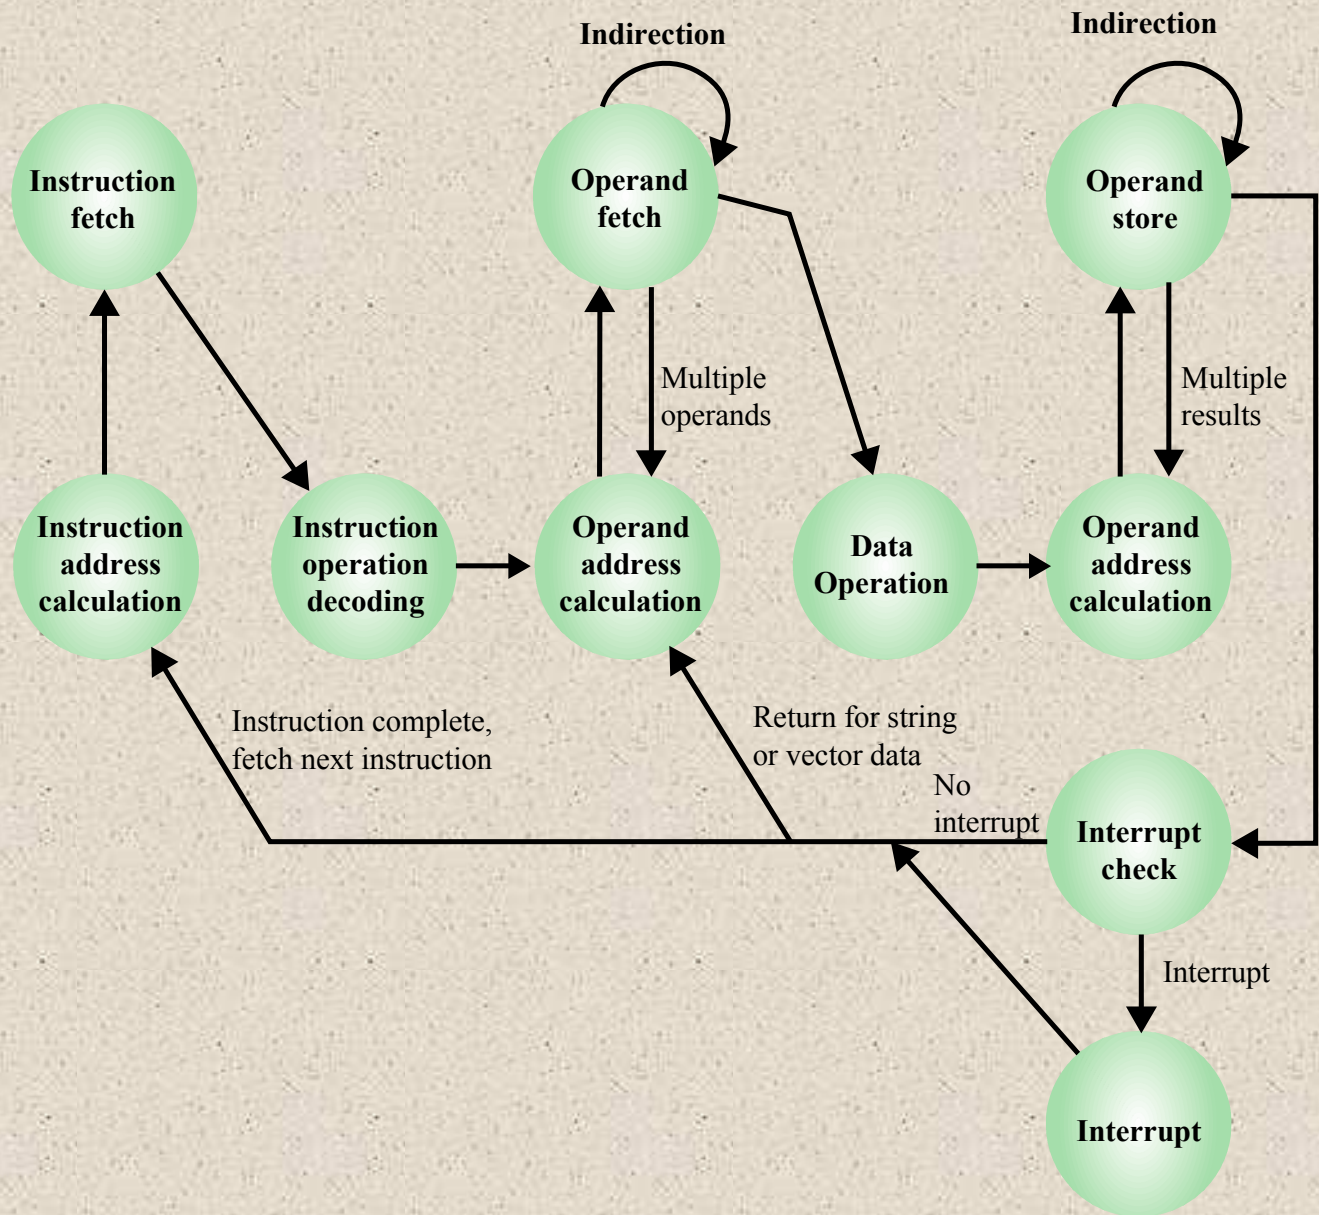 Indirection
Indirection
Instruction
fetch
Operand
fetch
Operand
store
Multiple
operands
Multiple
results
Instruction
address
calculation
Instruction
operation
decoding
Operand
address
calculation
Data
Operation
Operand
address
calculation
Instruction complete,
fetch next instruction
Return for string
or vector data
No
interrupt
Interrupt
check
Interrupt
Interrupt